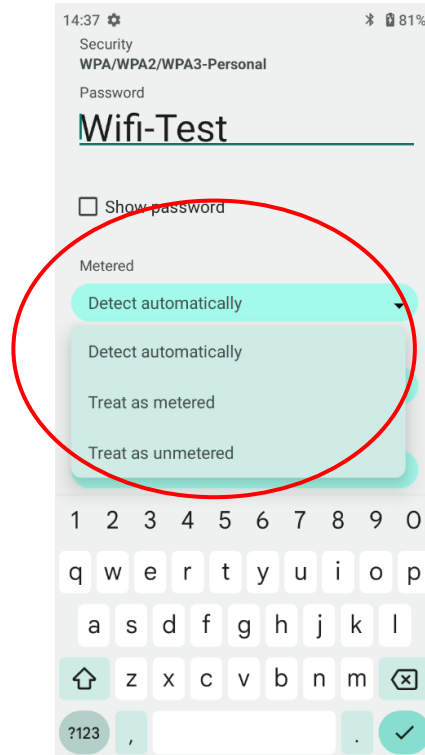 14:37 81%
Security
WPA/WPA2/WPA3-Personal
Password
Wifi-Test
Show password
Metered
Detect automatically
Detect automatically
Treat as metered
Treat as unmetered
1 2 3 4 5 6 7 8 9 0
q w e r t y u i o p
a s d f g h j k l
z x c v b n m
?123 , .